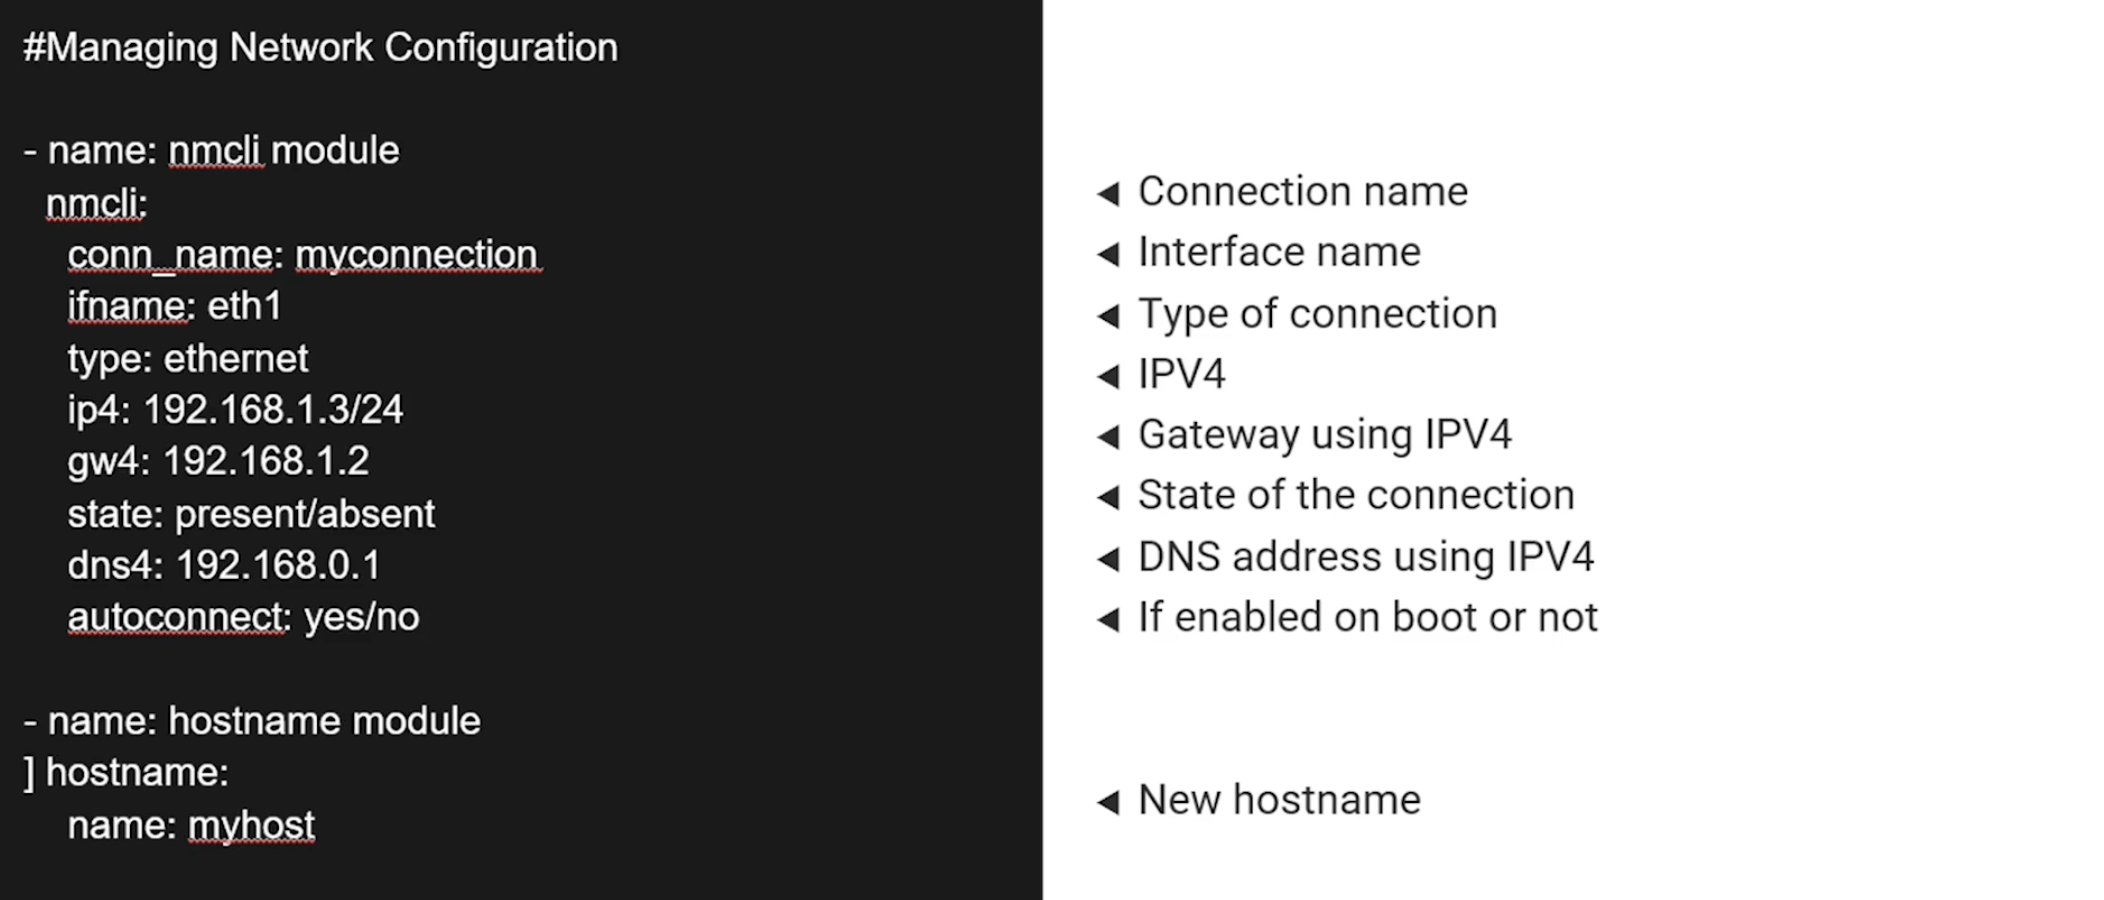 #Managing Network Configuration
- name: nmcli module
nmcli:
conn_name: myconnection
ifname: eth1
type: ethernet
ip4: 192.168.1.3/24
gw4: 192.168.1.2
state: present/absent
dns4: 192.168.0.1
autoconnect: yes/no
- name: hostname module
] hostname:
name: myhost
Connection name
Interface name
Type of connection
IPV4
Gateway using IPV4
State of the connection
DNS address using IPV4
If enabled on boot or not
New hostname